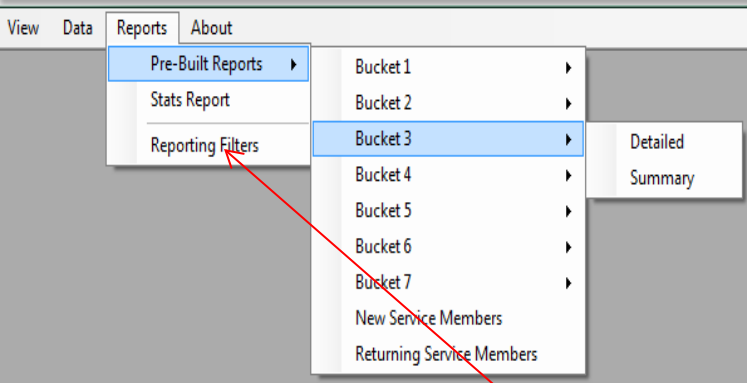 View Data Reports About
Pre-Built Reports
Stats Report
Reporting Filters
Bucket 1
Bucket 2
Bucket 3
Bucket 4
Bucket 5
Bucket 6
Bucket 7
New Service Members
Returning Service Members
Detailed
Summary